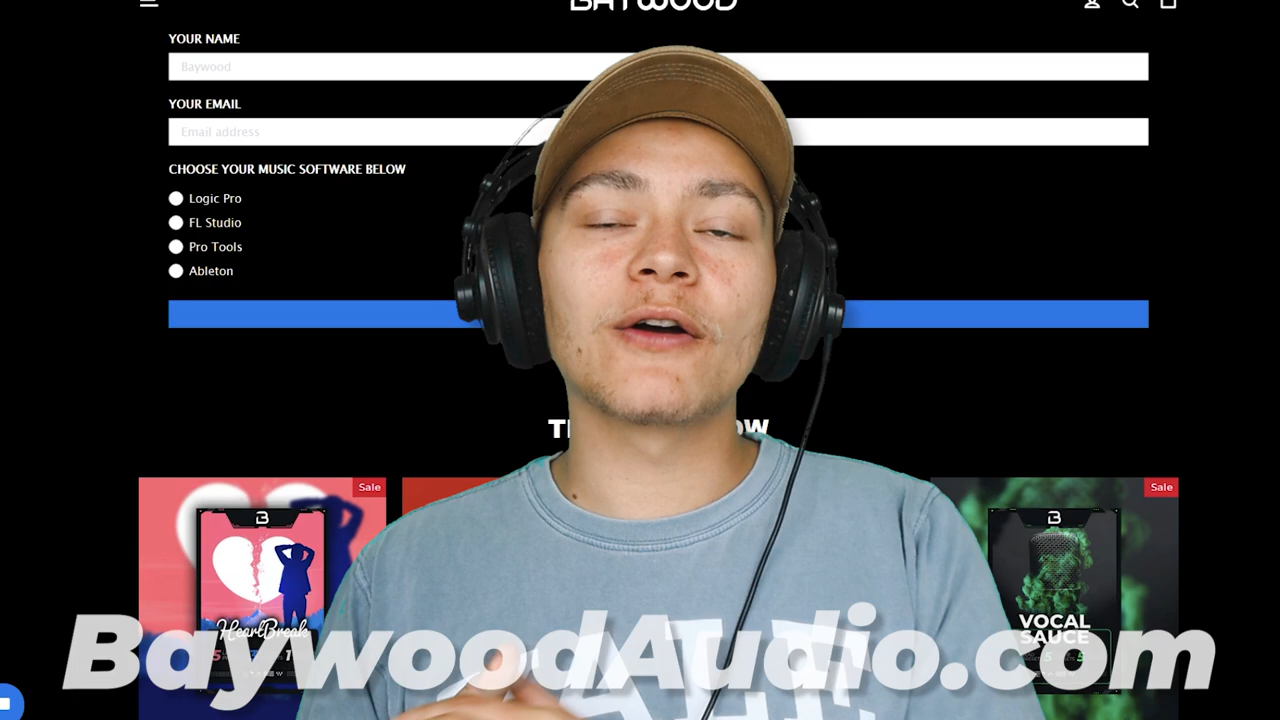 BAYWOOD
YOUR NAME
Baywood
YOUR EMAIL
Email address
CHOOSE YOUR MUSIC SOFTWARE BELOW
Logic Pro
FL Studio
Pro Tools
Ableton
Sale
Sale
HeartBreak
VOCAL
SAUCE
BaywoodAudio.com